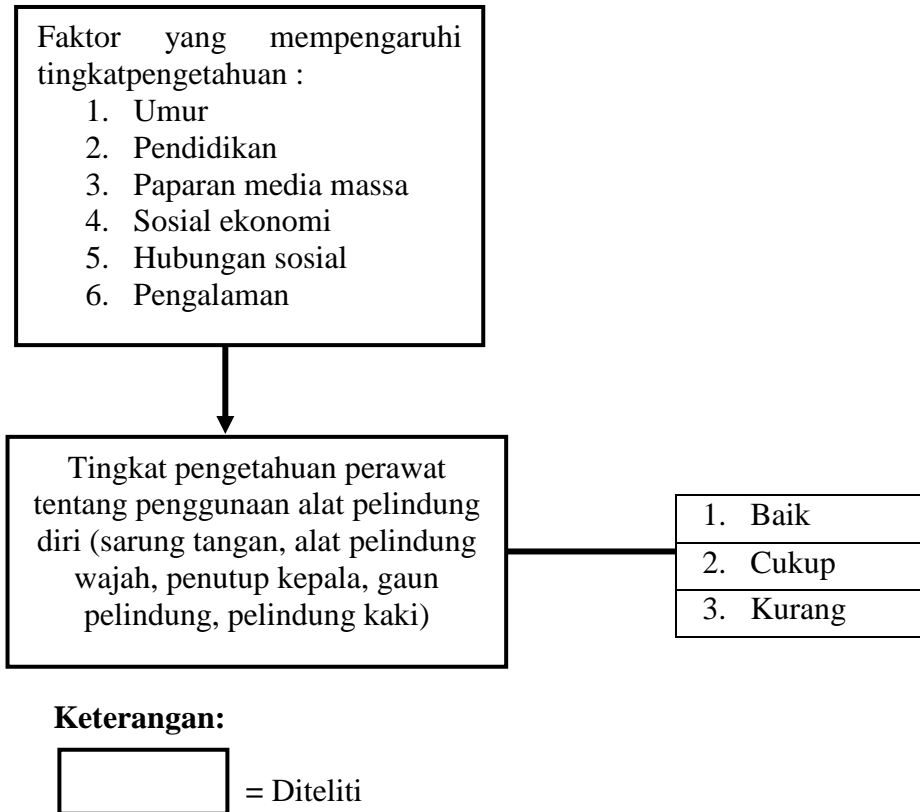 Faktor yang mempengaruhi
tingkatpengetahuan :
1. Umur
2. Pendidikan
3. Paparan media massa
4. Sosial ekonomi
5. Hubungan sosial
6. Pengalaman
Tingkat pengetahuan perawat
tentang penggunaan alat pelindung
diri (sarung tangan, alat pelindung
wajah, penutup kepala, gaun
pelindung, pelindung kaki)
1. Baik
2. Cukup
3. Kurang
Keterangan:
= Diteliti